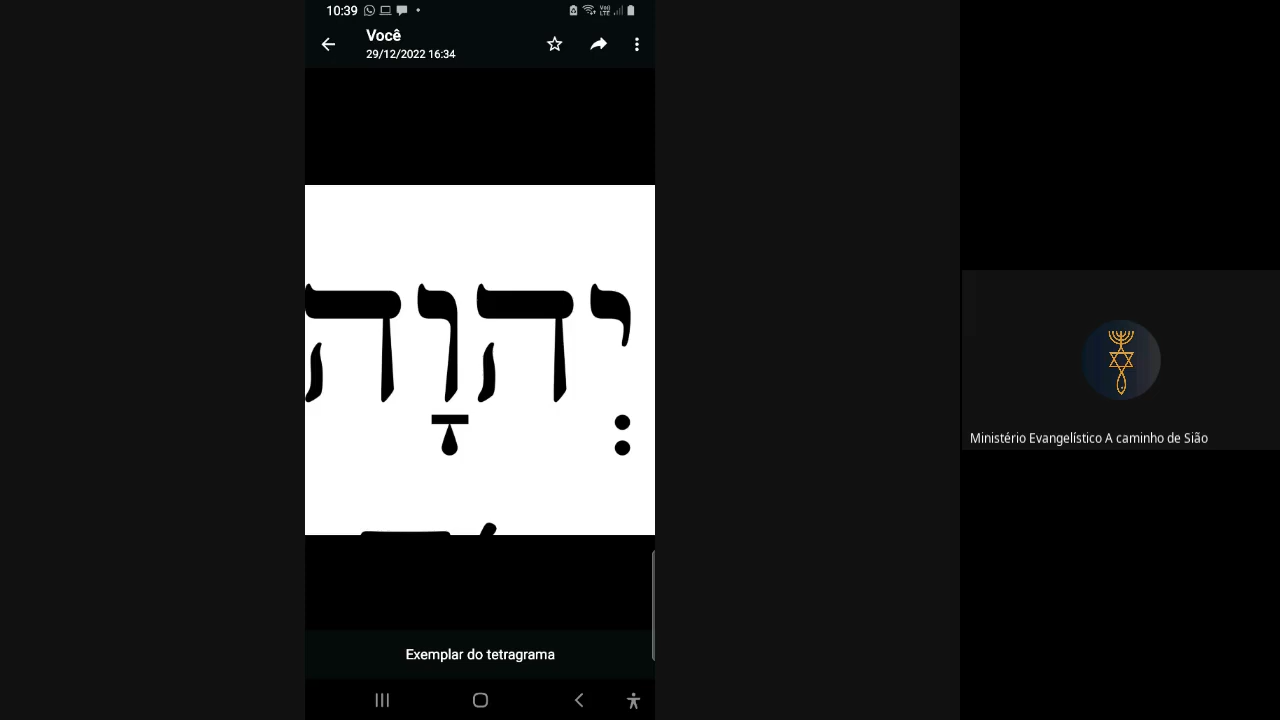 10:39
Você
29/12/2022 16:34
יְהוָה
Exemplar do tetragrama
Ministério Evangelístico A caminho de Sião